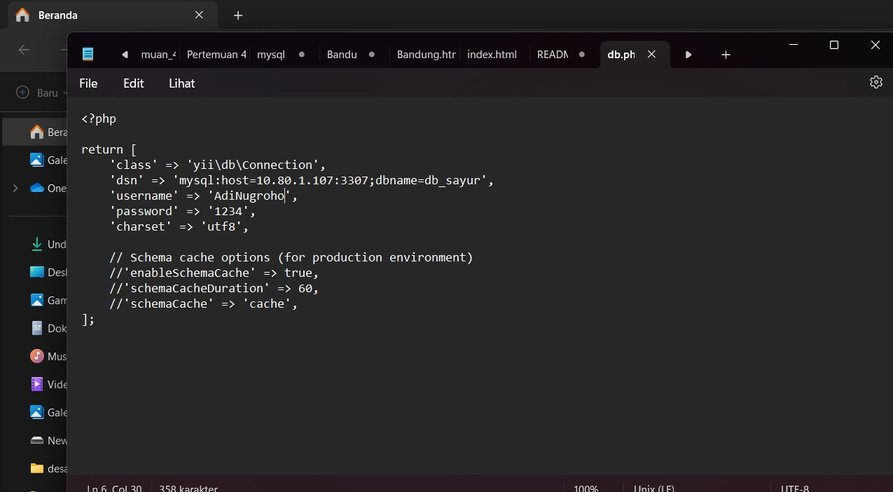 Beranda
muan_4
Pertemuan 4
mysql
Bandu
Bandung.htr
index.html
READM
db.ph
File
Edit
Lihat
Baru
Bera
Gale
One
Und
Desk
Gam
Dok
Mus
Vide
Gale
New
desa
<?php
return [
'class' => 'yii\db\Connection',
'dsn' => 'mysql:host=10.80.1.107:3307;dbname=db_sayur',
'username' => 'AdiNugroho',
'password' => '1234',
'charset' => 'utf8',
// Schema cache options (for production environment)
//'enableSchemaCache' => true,
//'schemaCacheDuration' => 60,
//'schemaCache' => 'cache',
];
Ln 6, Col 30
358 karakter
100%
Unix (LF)
UTF-8